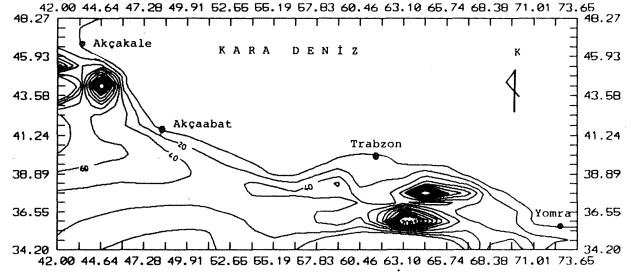 42.00 44.64 47.28 49.91 52.55 55.19 57.83 60.46 63.10 65.74 68.38 71.01 73.65
48.27 48.27
Akçakale
KARA DENİZ
K
45.93 45.93
43.58 43.58
Akçaabat
41.24 41.24
20
Trabzon
40
60
38.89 38.89
40
36.55 36.55
Yomra
34.20 34.20
42.00 44.64 47.28 49.91 52.55 55.19 57.83 60.46 63.10 65.74 68.38 71.01 73.65